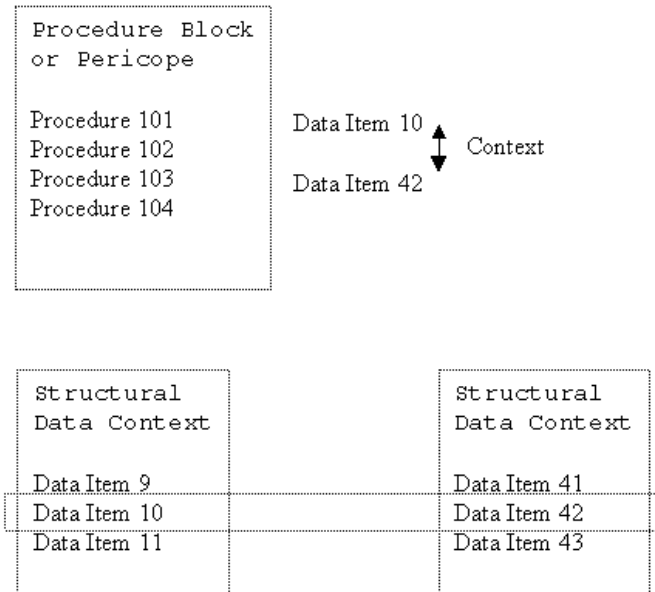 Procedure Block
or Pericope
Procedure 101
Procedure 102
Procedure 103
Procedure 104
Data Item 10
Context
Data Item 42
Structural
Data Context
Data Item 9
Data Item 10
Data Item 11
Structural
Data Context
Data Item 41
Data Item 42
Data Item 43